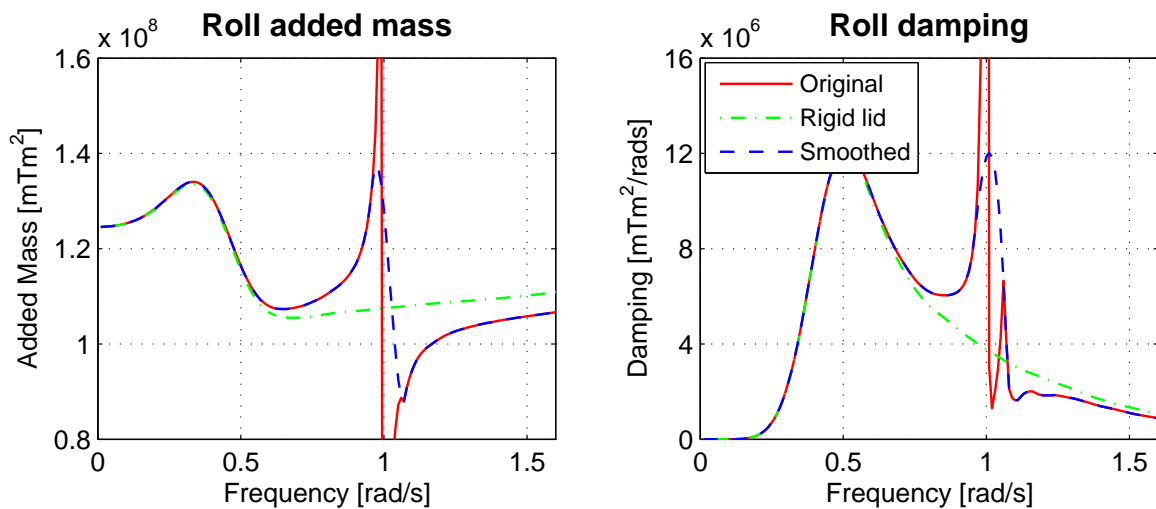 Roll added mass
x 10^8
1.6
1.4
1.2
1
0.8
Added Mass [mTm^2]
0
0.5
1
1.5
Frequency [rad/s]
Roll damping
x 10^6
16
12
8
4
0
Damping [mTm^2/rads]
Original
Rigid lid
Smoothed
0
0.5
1
1.5
Frequency [rad/s]